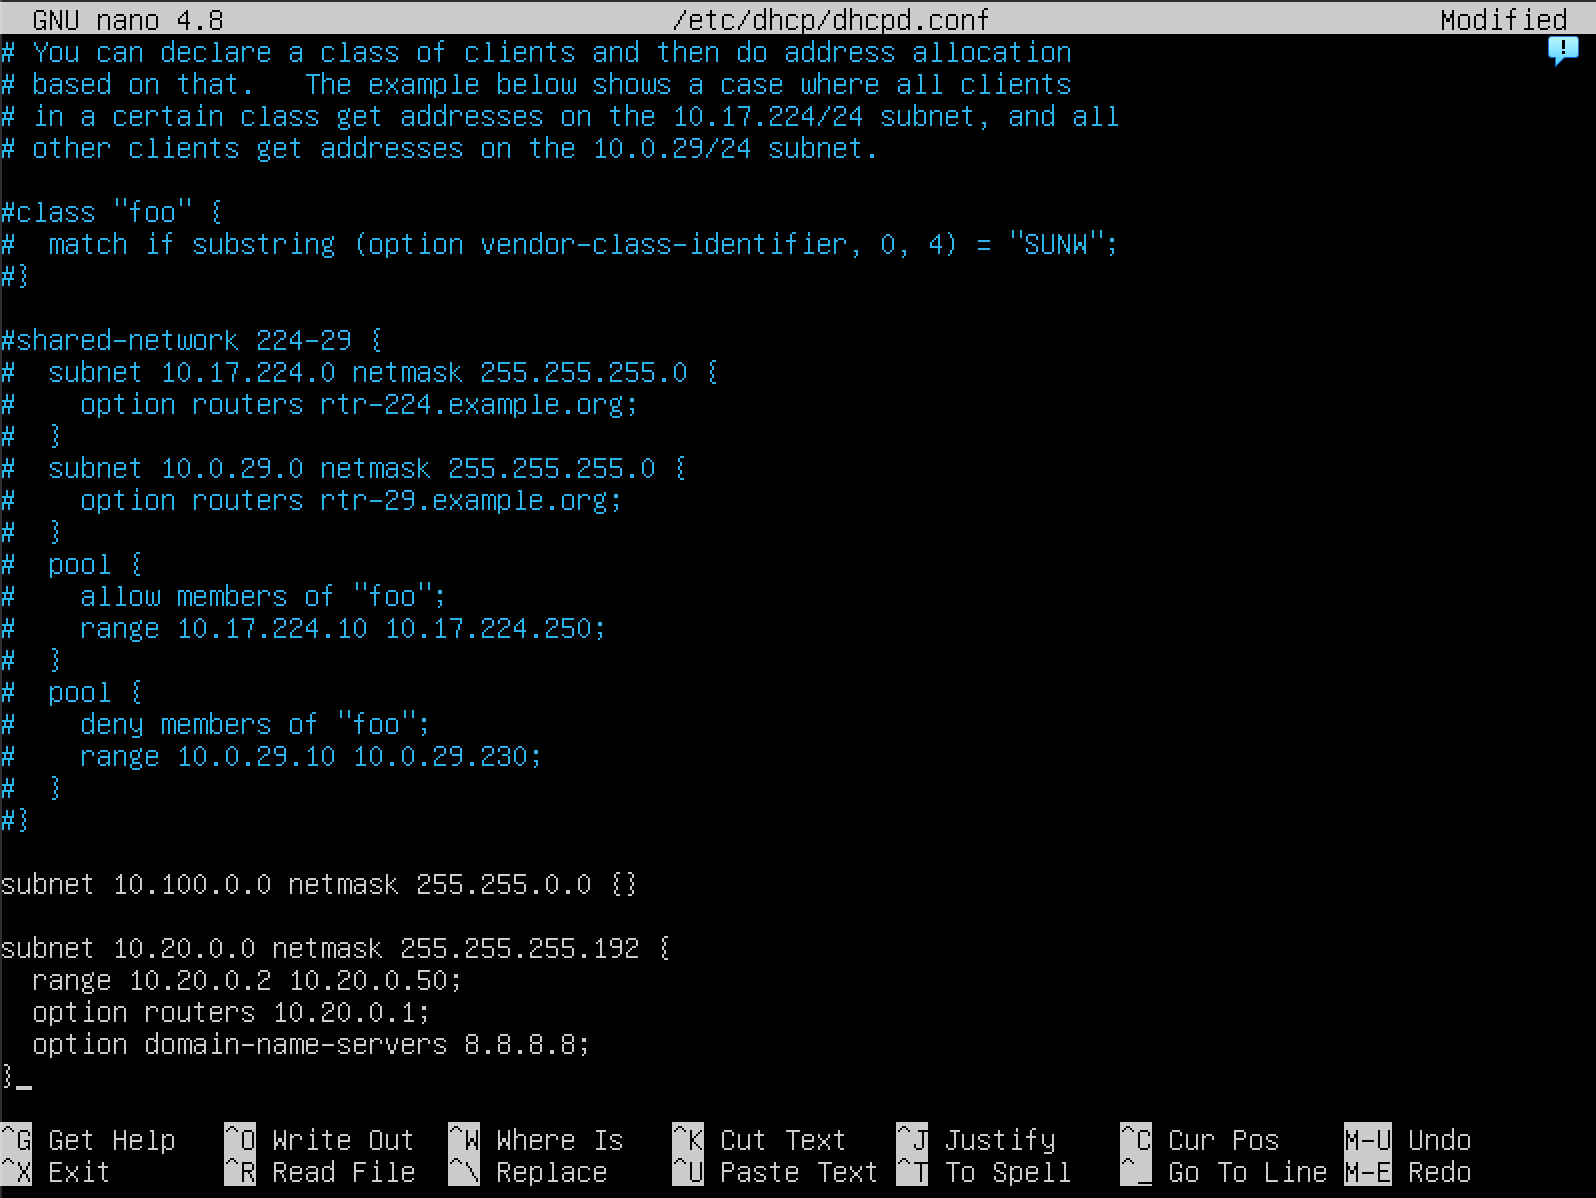 GNU nano 4.8 /etc/dhcp/dhcpd.conf Modified
# You can declare a class of clients and then do address allocation
# based on that.   The example below shows a case where all clients
# in a certain class get addresses on the 10.17.224/24 subnet, and all
# other clients get addresses on the 10.0.29/24 subnet.

#class "foo" {
#  match if substring (option vendor-class-identifier, 0, 4) = "SUNW";
#}

#shared-network 224-29 {
#  subnet 10.17.224.0 netmask 255.255.255.0 {
#    option routers rtr-224.example.org;
#  }
#  subnet 10.0.29.0 netmask 255.255.255.0 {
#    option routers rtr-29.example.org;
#  }
#  pool {
#    allow members of "foo";
#    range 10.17.224.10 10.17.224.250;
#  }
#  pool {
#    deny members of "foo";
#    range 10.0.29.10 10.0.29.230;
#  }
#}

subnet 10.100.0.0 netmask 255.255.0.0 {}

subnet 10.20.0.0 netmask 255.255.255.192 {
  range 10.20.0.2 10.20.0.50;
  option routers 10.20.0.1;
  option domain-name-servers 8.8.8.8;
}_

^G Get Help ^O Write Out ^W Where Is ^K Cut Text ^J Justify ^C Cur Pos M-U Undo
^X Exit ^R Read File ^\ Replace ^U Paste Text ^T To Spell ^_ Go To Line M-E Redo